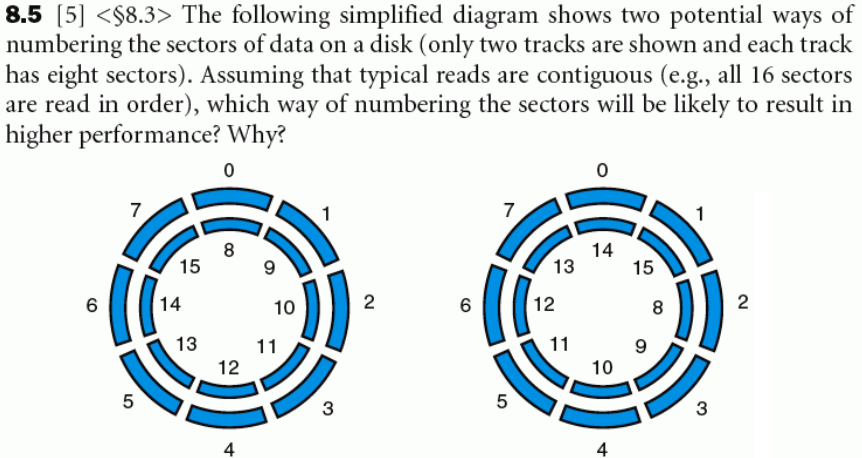 8.5 [5] <§8.3> The following simplified diagram shows two potential ways of
numbering the sectors of data on a disk (only two tracks are shown and each track
has eight sectors). Assuming that typical reads are contiguous (e.g., all 16 sectors
are read in order), which way of numbering the sectors will be likely to result in
higher performance? Why?
0
7 1
8
15 9
6 14 10 2
13 11
12
5 3
4
0
7 1
14
13 15
6 12 8 2
11 9
10
5 3
4